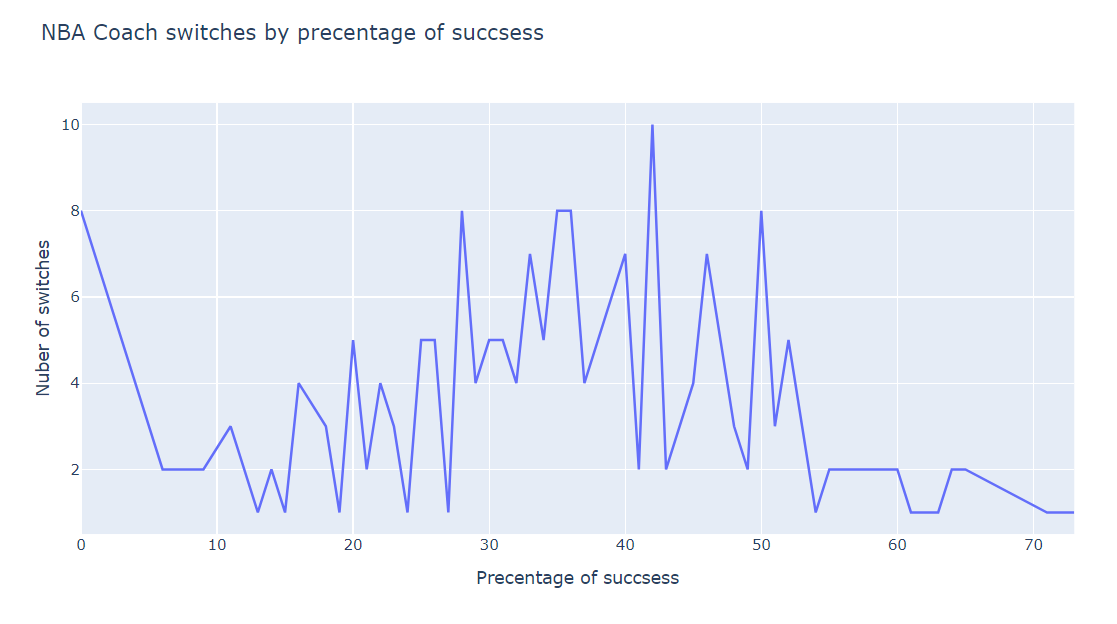 NBA Coach switches by precentage of succsess
10
8
6
4
2
Nuber of switches
0 10 20 30 40 50 60 70
Precentage of succsess